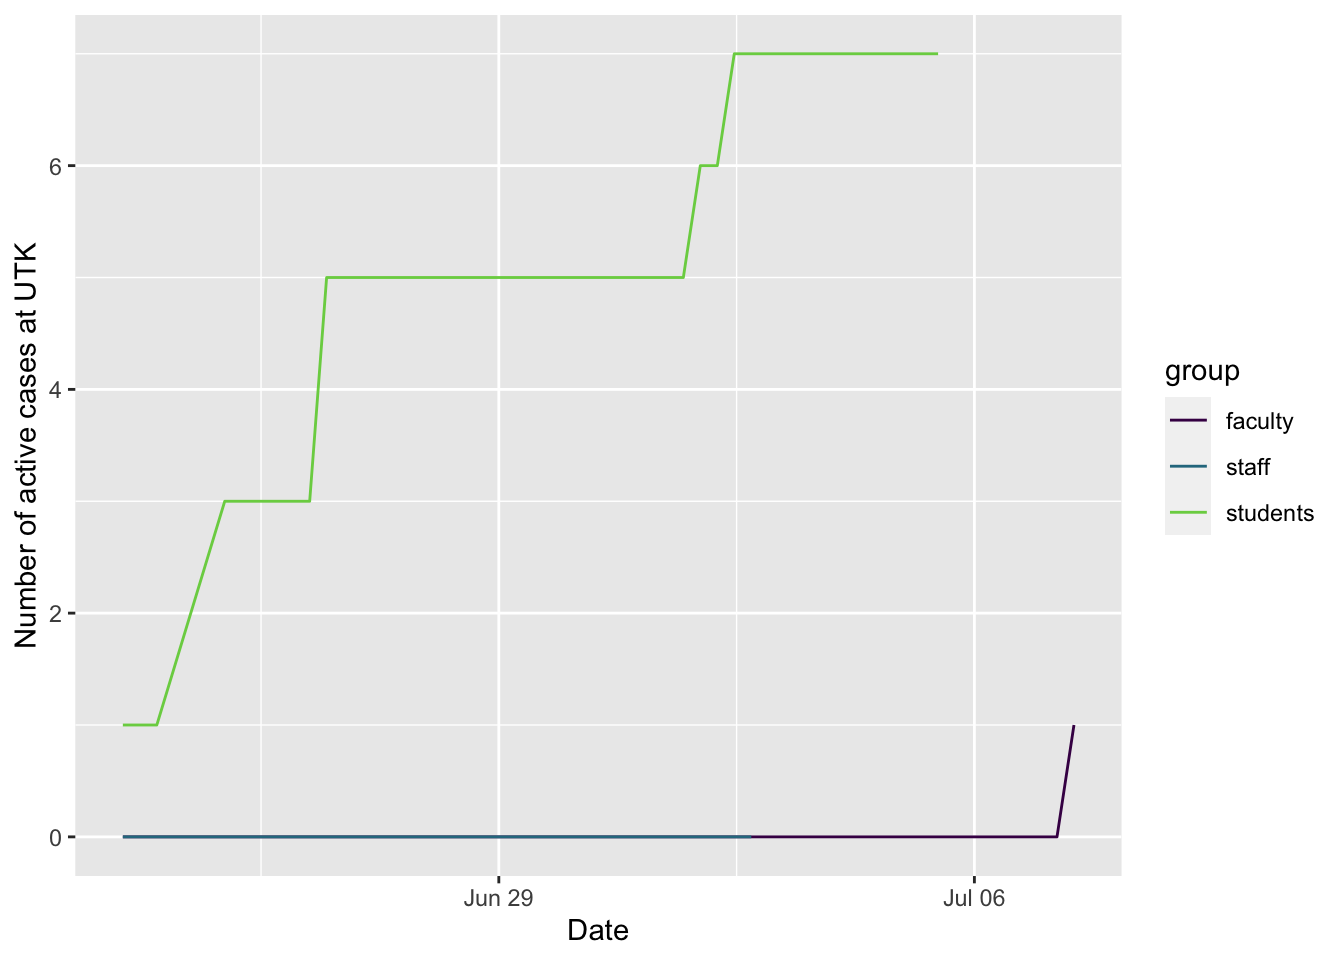 Number of active cases at UTK
6
4
2
0
Jun 29
Jul 06
Date
group
faculty
staff
students